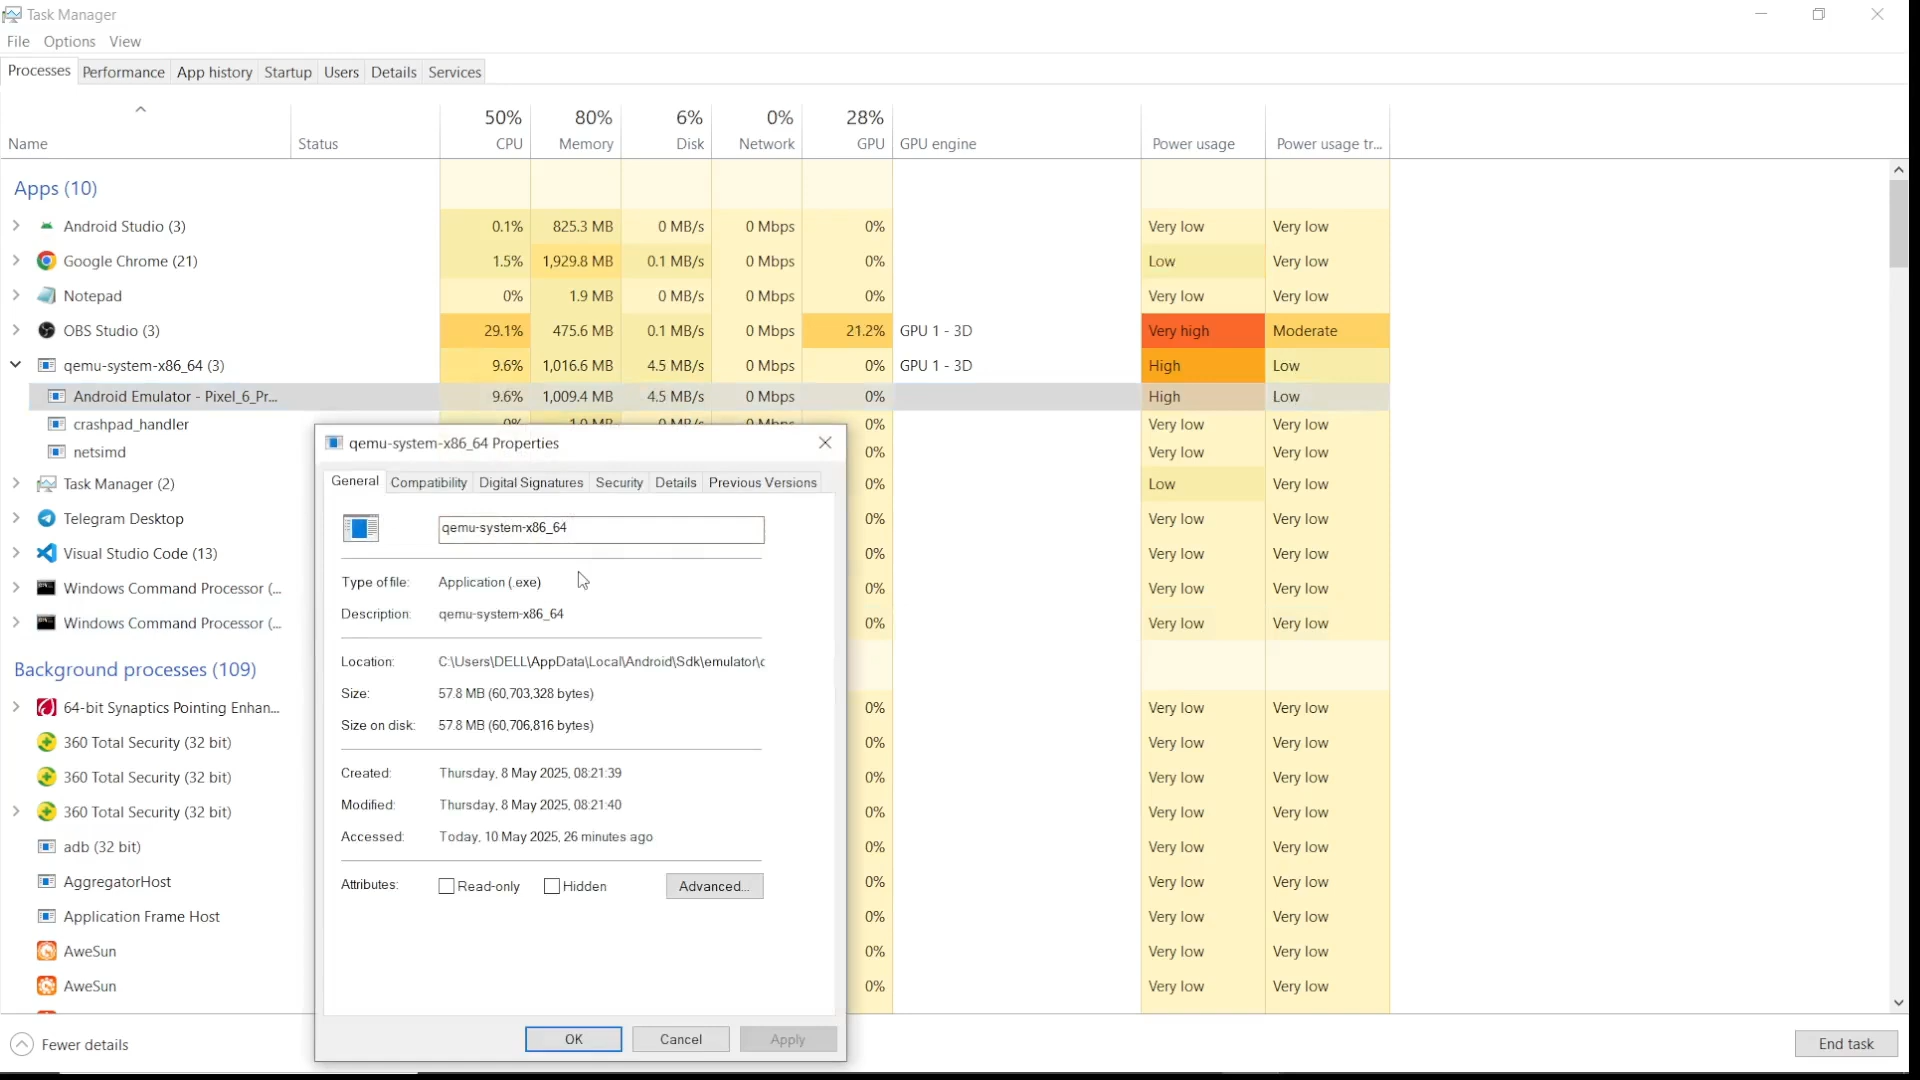 Task Manager
File Options View
Processes Performance App history Startup Users Details Services
50% 80% 6% 0% 28%
Name Status CPU Memory Disk Network GPU GPU engine Power usage Power usage tr...
Apps (10)
Android Studio (3) 0.1% 825.3 MB 0 MB/s 0 Mbps 0% Very low Very low
Google Chrome (21) 1.5% 1,929.8 MB 0.1 MB/s 0 Mbps 0% Low Very low
Notepad 0% 1.9 MB 0 MB/s 0 Mbps 0% Very low Very low
OBS Studio (3) 29.1% 475.6 MB 0.1 MB/s 0 Mbps 21.2% GPU 1 - 3D Very high Moderate
qemu-system-x86_64 (3) 9.6% 1,016.6 MB 4.5 MB/s 0 Mbps 0% GPU 1 - 3D High Low
Android Emulator - Pixel_6_Pr... 9.6% 1,009.4 MB 4.5 MB/s 0 Mbps 0% High Low
crashpad_handler 0% 1.0 MB 0 MB/s 0 Mbps 0% Very low Very low
netsimd 0% Very low Very low
Task Manager (2) 0% Low Very low
Telegram Desktop 0% Very low Very low
Visual Studio Code (13) 0% Very low Very low
Windows Command Processor (... 0% Very low Very low
Windows Command Processor (... 0% Very low Very low
Background processes (109)
64-bit Synaptics Pointing Enhan... 0% Very low Very low
360 Total Security (32 bit) 0% Very low Very low
360 Total Security (32 bit) 0% Very low Very low
360 Total Security (32 bit) 0% Very low Very low
adb (32 bit) 0% Very low Very low
AggregatorHost 0% Very low Very low
Application Frame Host 0% Very low Very low
AweSun 0% Very low Very low
AweSun 0% Very low Very low
Fewer details
End task
qemu-system-x86_64 Properties
General Compatibility Digital Signatures Security Details Previous Versions
qemu-system-x86_64
Type of file: Application (.exe)
Description: qemu-system-x86_64
Location: C:\Users\DELL\AppData\Local\Android\Sdk\emulator\
Size: 57.8 MB (60,703,328 bytes)
Size on disk: 57.8 MB (60,706,816 bytes)
Created: Thursday, 8 May 2025, 08:21:39
Modified: Thursday, 8 May 2025, 08:21:40
Accessed: Today, 10 May 2025, 26 minutes ago
Attributes: Read-only Hidden Advanced...
OK Cancel Apply